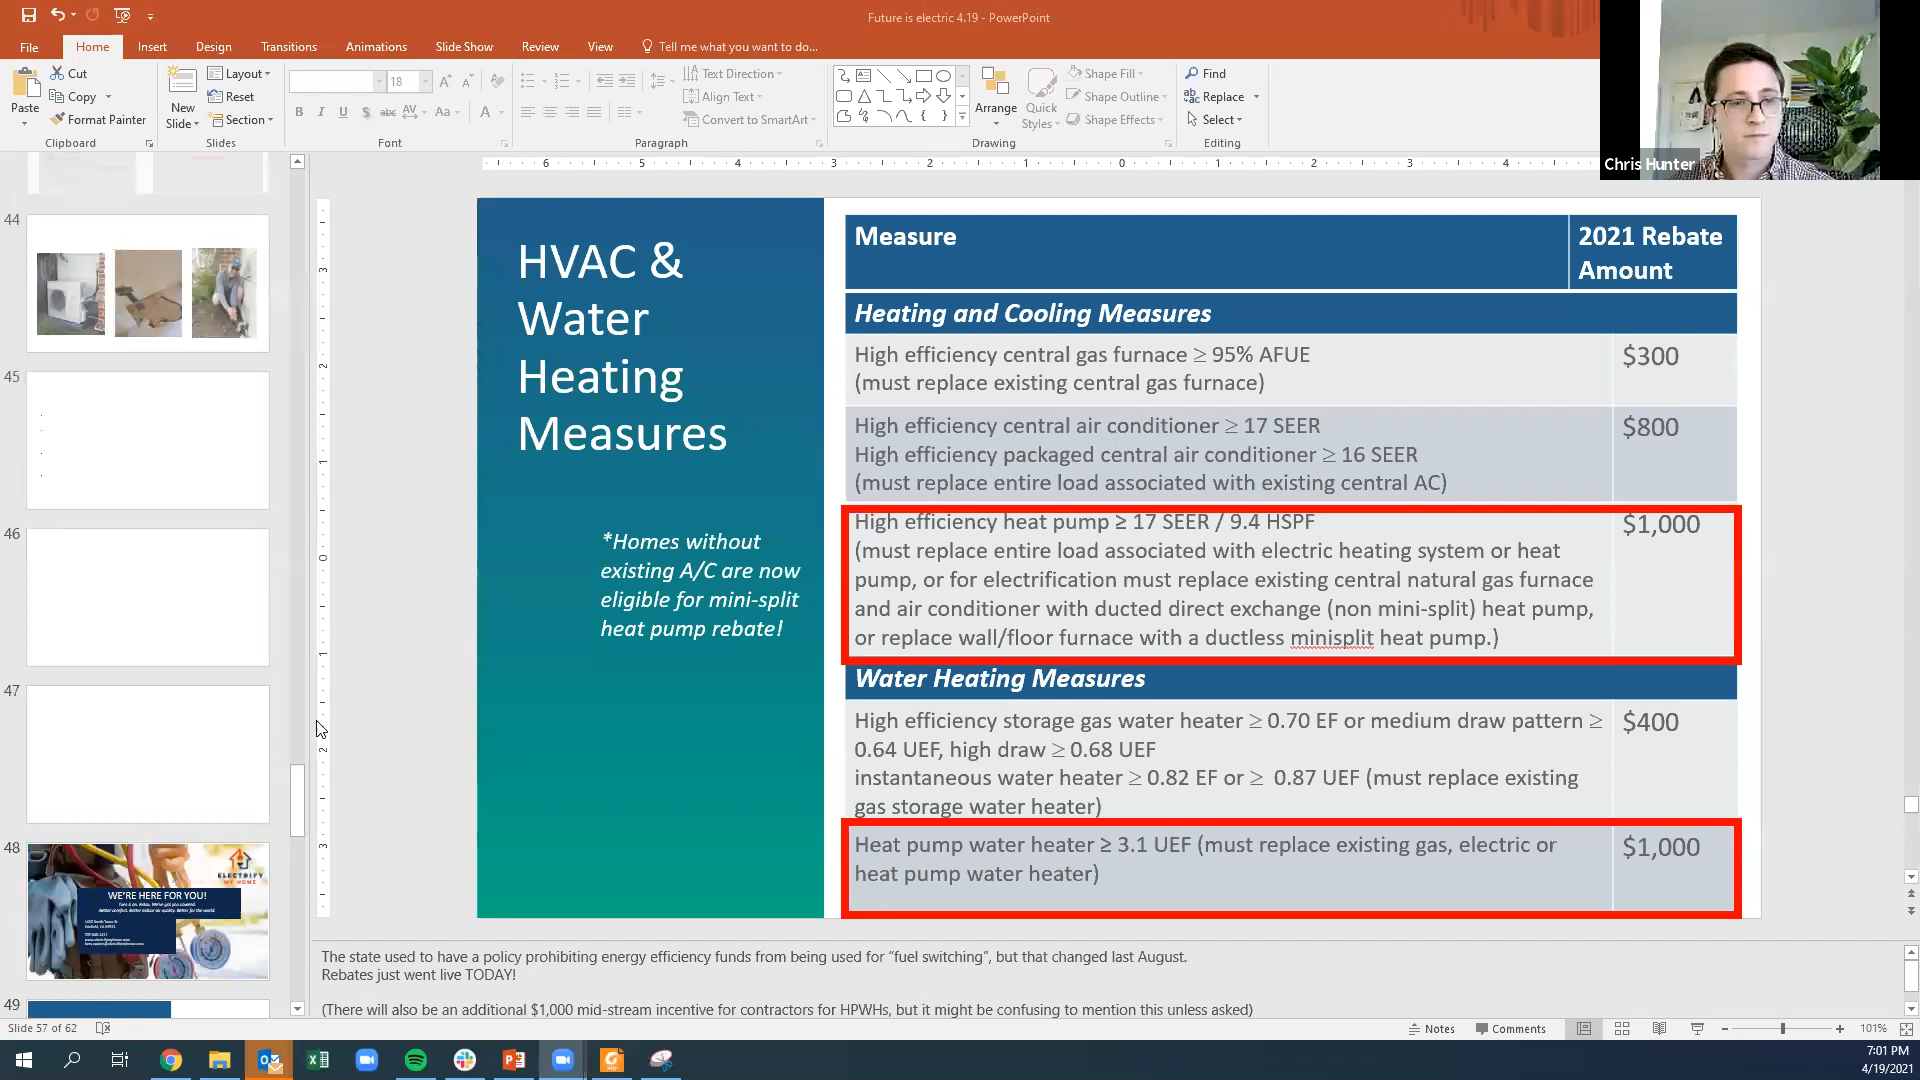 Future is electric 4.19 - PowerPoint
File
Home
Insert
Design
Transitions
Animations
Slide Show
Review
View
Tell me what you want to do...
Paste
Cut
Copy
Format Painter
Clipboard
New
Slide
Layout
Reset
Section
Slides
18
Font
Text Direction
Align Text
Convert to SmartArt
Paragraph
Arrange
Quick
Styles
Shape Fill
Shape Outline
Shape Effects
Drawing
Find
Replace
Select
Editing
Chris Hunter
44
45
46
47
48
ELECTRIFY
MY HOME
WE'RE HERE FOR YOU!
49
HVAC &
Water
Heating
Measures
*Homes without
existing A/C are now
eligible for mini-split
heat pump rebate!
Measure
2021 Rebate
Amount
Heating and Cooling Measures
High efficiency central gas furnace ≥ 95% AFUE
(must replace existing central gas furnace)
$300
High efficiency central air conditioner ≥ 17 SEER
High efficiency packaged central air conditioner ≥ 16 SEER
(must replace entire load associated with existing central AC)
$800
High efficiency heat pump ≥ 17 SEER / 9.4 HSPF
(must replace entire load associated with electric heating system or heat
pump, or for electrification must replace existing central natural gas furnace
and air conditioner with ducted direct exchange (non mini-split) heat pump,
or replace wall/floor furnace with a ductless minisplit heat pump.)
$1,000
Water Heating Measures
High efficiency storage gas water heater ≥ 0.70 EF or medium draw pattern ≥
0.64 UEF, high draw ≥ 0.68 UEF
instantaneous water heater ≥ 0.82 EF or ≥ 0.87 UEF (must replace existing
gas storage water heater)
$400
Heat pump water heater ≥ 3.1 UEF (must replace existing gas, electric or
heat pump water heater)
$1,000
The state used to have a policy prohibiting energy efficiency funds from being used for "fuel switching", but that changed last August.
Rebates just went live TODAY!
(There will also be an additional $1,000 mid-stream incentive for contractors for HPWHs, but it might be confusing to mention this unless asked)
Slide 57 of 62
Notes
Comments
101%
7:01 PM
4/19/2021